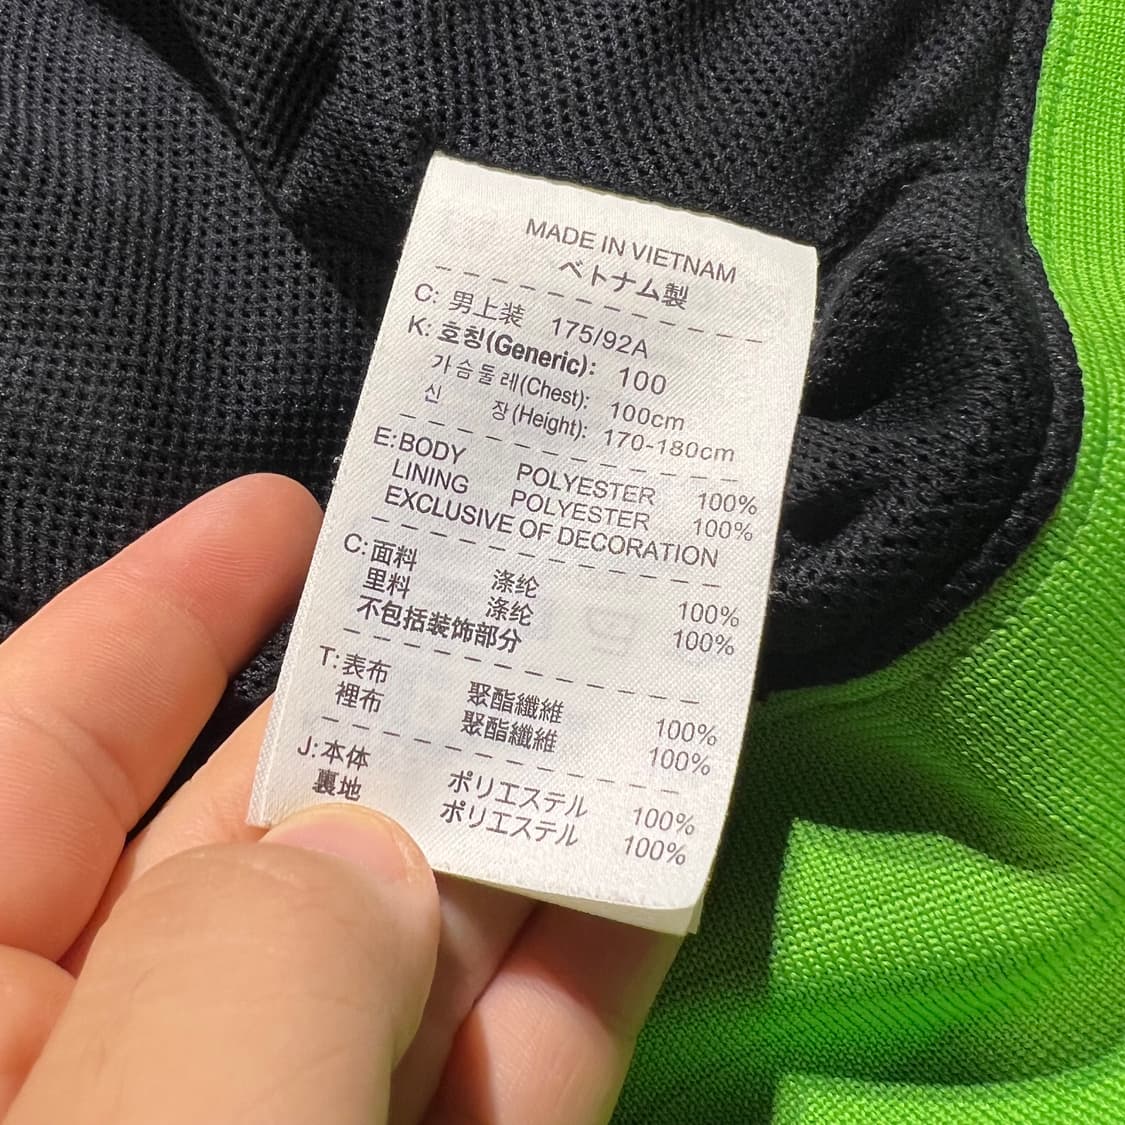 MADE IN VIETNAM
ベトナム製
C: 男上装 175/92A
K: 호칭(Generic): 100
가슴둘레(Chest): 100cm
신 장(Height): 170-180cm
E: BODY POLYESTER 100%
LINING POLYESTER 100%
EXCLUSIVE OF DECORATION
C: 面料 涤纶 100%
里料 涤纶 100%
不包括装饰部分
T: 表布 聚酯纖維 100%
裡布 聚酯纖維 100%
J: 本体 ポリエステル 100%
裏地 ポリエステル 100%